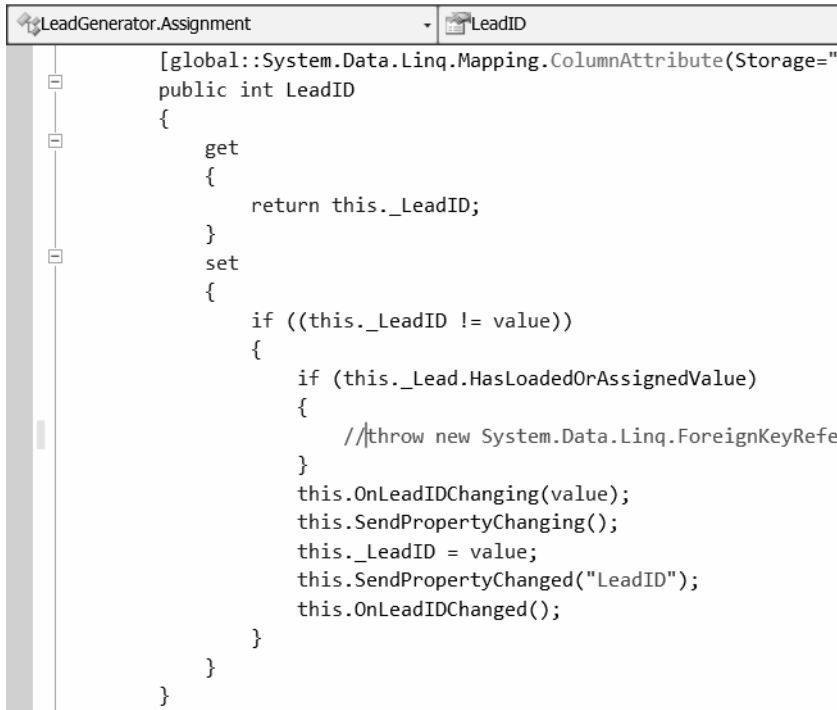 LeadGenerator.Assignment LeadID
[global::System.Data.Linq.Mapping.ColumnAttribute(Storage="
public int LeadID
{
get
{
return this._LeadID;
}
set
{
if ((this._LeadID != value))
{
if (this._Lead.HasLoadedOrAssignedValue)
{
//throw new System.Data.Linq.ForeignKeyRefe
}
this.OnLeadIDChanging(value);
this.SendPropertyChanging();
this._LeadID = value;
this.SendPropertyChanged("LeadID");
this.OnLeadIDChanged();
}
}
}